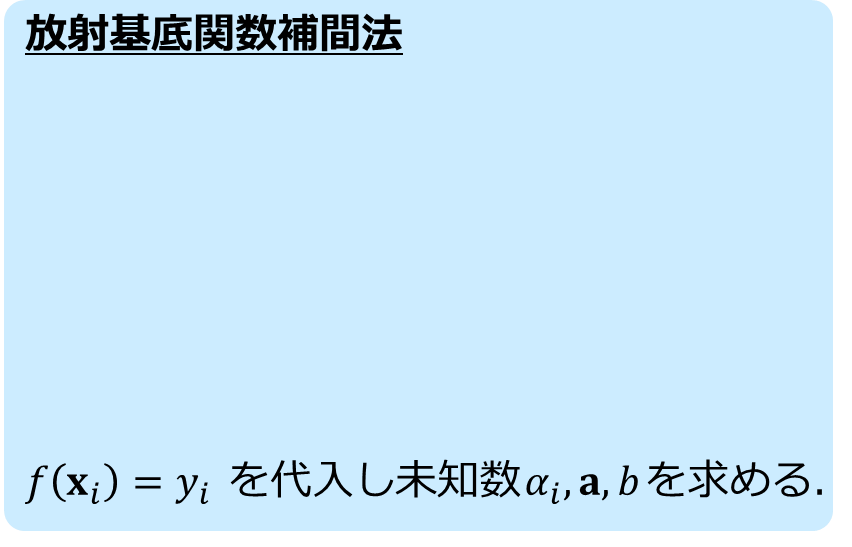 放射基底関数補間法
f(𝐱ᵢ) = yᵢ を代入し未知数αᵢ, 𝐚, b を求める.